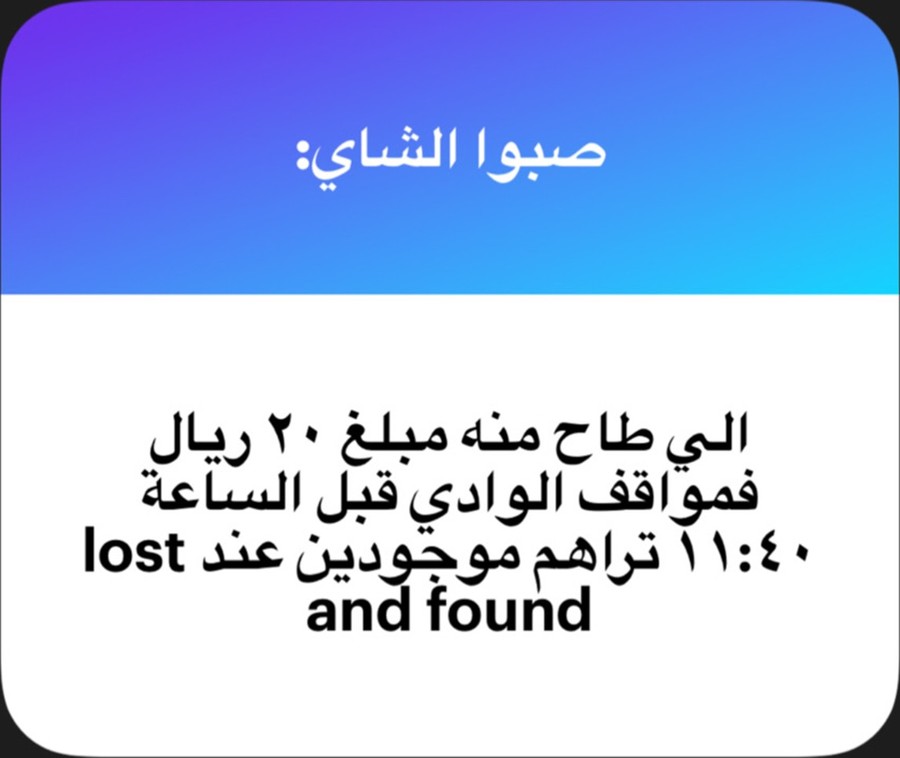 صبوا الشاي:
الي طاح منه مبلغ ٢٠ ريال
فمواقف الوادي قبل الساعة
١١:٤٠ تراهم موجودين عند lost
and found